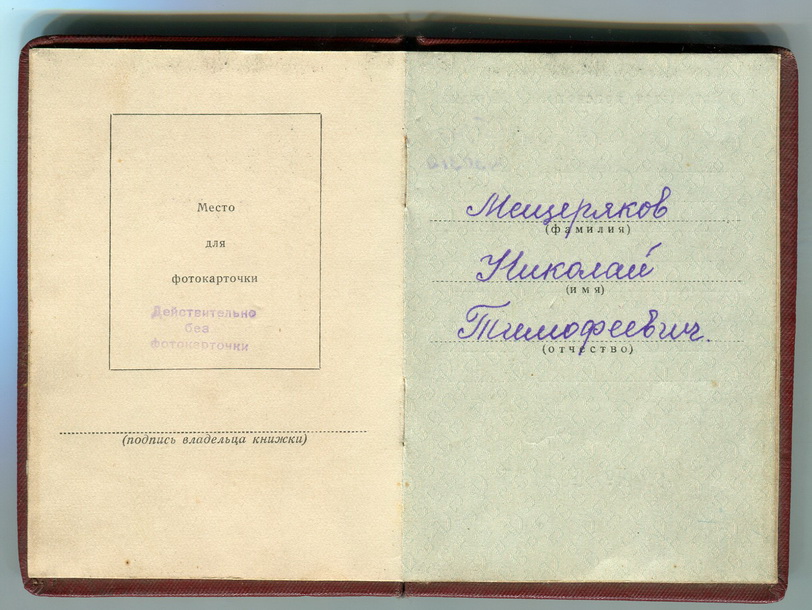 Место
для
фотокарточки
Действительно
без
фотокарточки
(подпись владельца книжки)
Мещеряков
(фамилия)
Николай
(имя)
Тимофеевич.
(отчество)